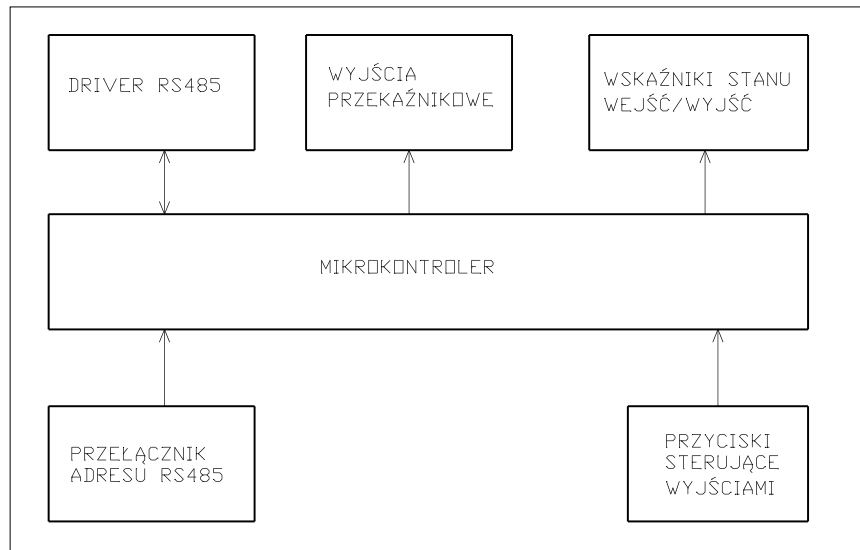 DRIVER RS485
WYJŚCIA
PRZEKAŹNIKOWE
WSKAŹNIKI STANU
WEJŚĆ/WYJŚĆ
MIKROKONTROLER
PRZEŁĄCZNIK
ADRESU RS485
PRZYCISKI
STERUJĄCE
WYJŚCIAMI